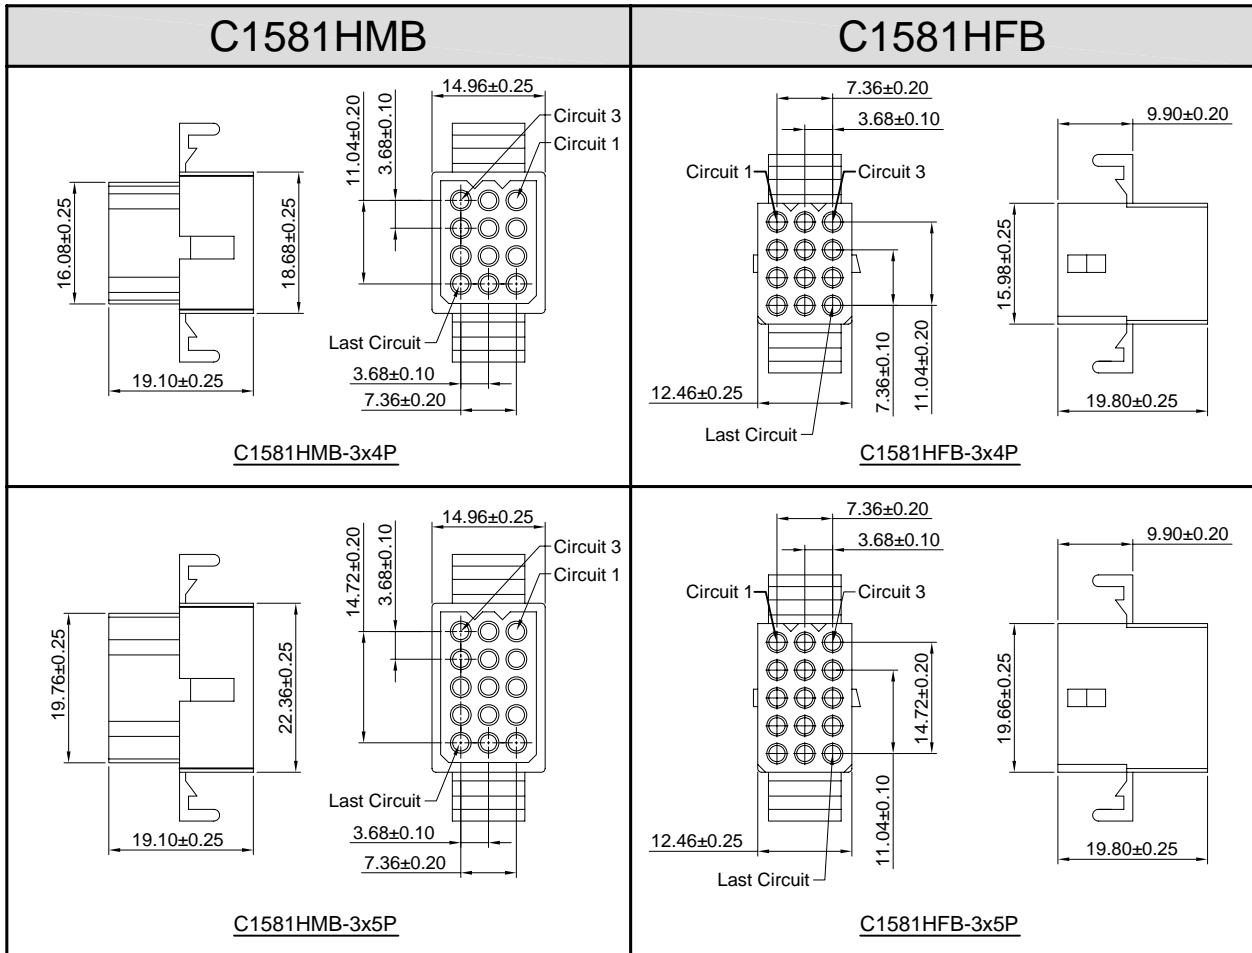 C1581HMB
C1581HFB
14.96±0.25
11.04±0.20
3.68±0.10
Circuit 3
Circuit 1
16.08±0.25
18.68±0.25
Last Circuit
19.10±0.25
3.68±0.10
7.36±0.20
C1581HMB-3x4P
7.36±0.20
3.68±0.10
9.90±0.20
Circuit 1
Circuit 3
15.98±0.25
12.46±0.25
7.36±0.10
11.04±0.20
19.80±0.25
Last Circuit
C1581HFB-3x4P
14.96±0.25
14.72±0.20
3.68±0.10
Circuit 3
Circuit 1
19.76±0.25
22.36±0.25
Last Circuit
19.10±0.25
3.68±0.10
7.36±0.20
C1581HMB-3x5P
7.36±0.20
3.68±0.10
9.90±0.20
Circuit 1
Circuit 3
14.72±0.20
19.66±0.25
12.46±0.25
11.04±0.10
19.80±0.25
Last Circuit
C1581HFB-3x5P